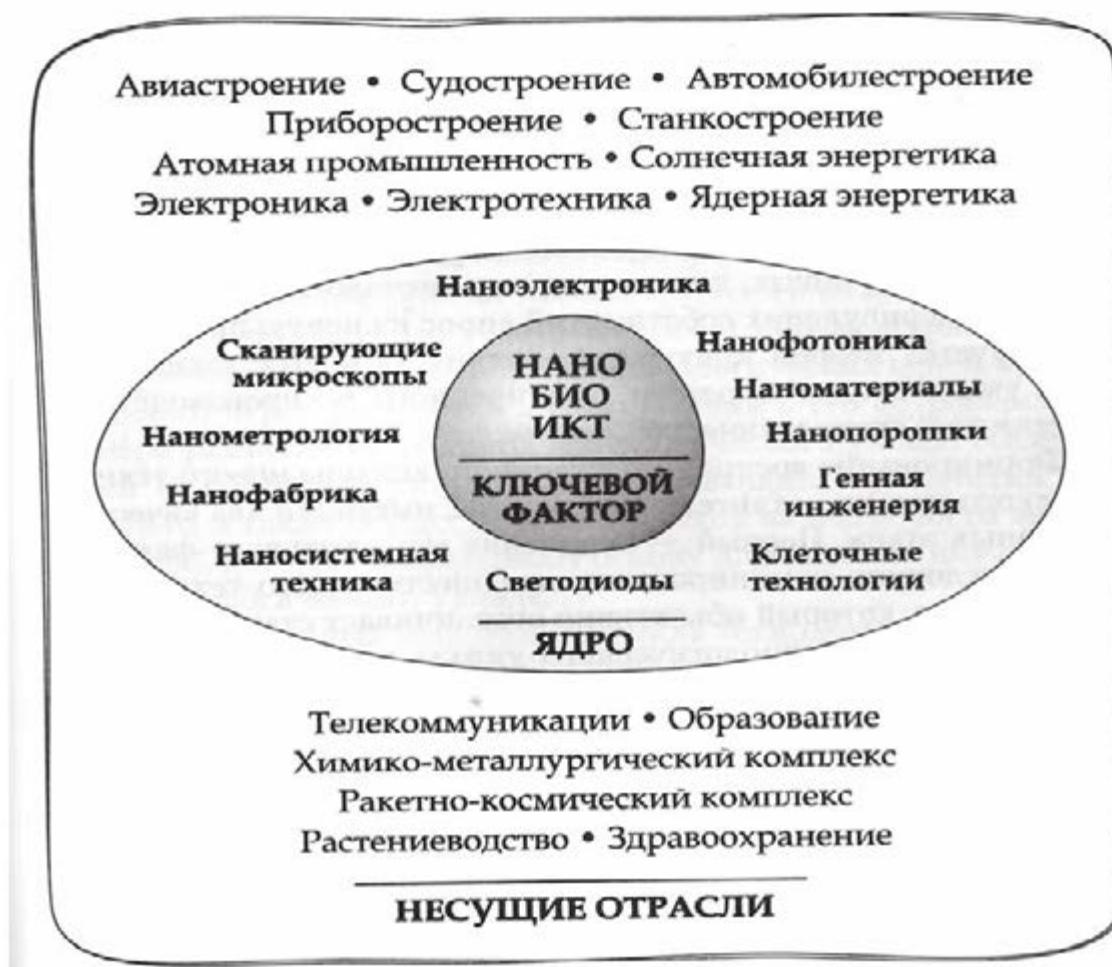 Авиастроение • Судостроение • Автомобилестроение
Приборостроение • Станкостроение
Атомная промышленность • Солнечная энергетика
Электроника • Электротехника • Ядерная энергетика
Наноэлектроника
Сканирующие
микроскопы
Нанометрология
Нанофабрика
Наносистемная
техника
НАНО
БИО
ИКТ
КЛЮЧЕВОЙ
ФАКТОР
Светодиоды
Нанофотоника
Наноматериалы
Нанопорошки
Генная
инженерия
Клеточные
технологии
ЯДРО
Телекоммуникации • Образование
Химико-металлургический комплекс
Ракетно-космический комплекс
Растениеводство • Здравоохранение
НЕСУЩИЕ ОТРАСЛИ